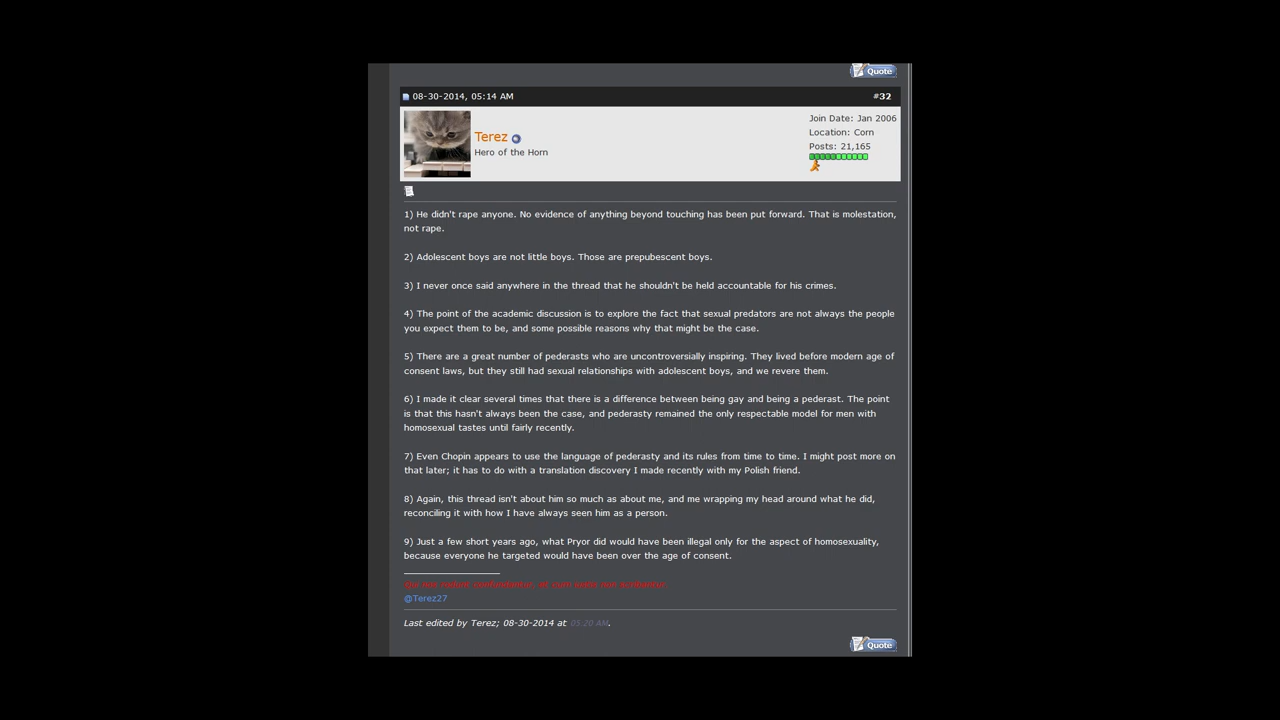 Quote
08-30-2014, 05:14 AM
#32
Terez
Hero of the Horn
Join Date: Jan 2006
Location: Corn
Posts: 21,165
1) He didn't rape anyone. No evidence of anything beyond touching has been put forward. That is molestation,
not rape.
2) Adolescent boys are not little boys. Those are prepubescent boys.
3) I never once said anywhere in the thread that he shouldn't be held accountable for his crimes.
4) The point of the academic discussion is to explore the fact that sexual predators are not always the people
you expect them to be, and some possible reasons why that might be the case.
5) There are a great number of pederasts who are uncontroversially inspiring. They lived before modern age of
consent laws, but they still had sexual relationships with adolescent boys, and we revere them.
6) I made it clear several times that there is a difference between being gay and being a pederast. The point
is that this hasn't always been the case, and pederasty remained the only respectable model for men with
homosexual tastes until fairly recently.
7) Even Chopin appears to use the language of pederasty and its rules from time to time. I might post more on
that later; it has to do with a translation discovery I made recently with my Polish friend.
8) Again, this thread isn't about him so much as about me, and me wrapping my head around what he did,
reconciling it with how I have always seen him as a person.
9) Just a few short years ago, what Pryor did would have been illegal only for the aspect of homosexuality,
because everyone he targeted would have been over the age of consent.
@Terez27
Last edited by Terez; 08-30-2014 at 05:20 AM.
Quote